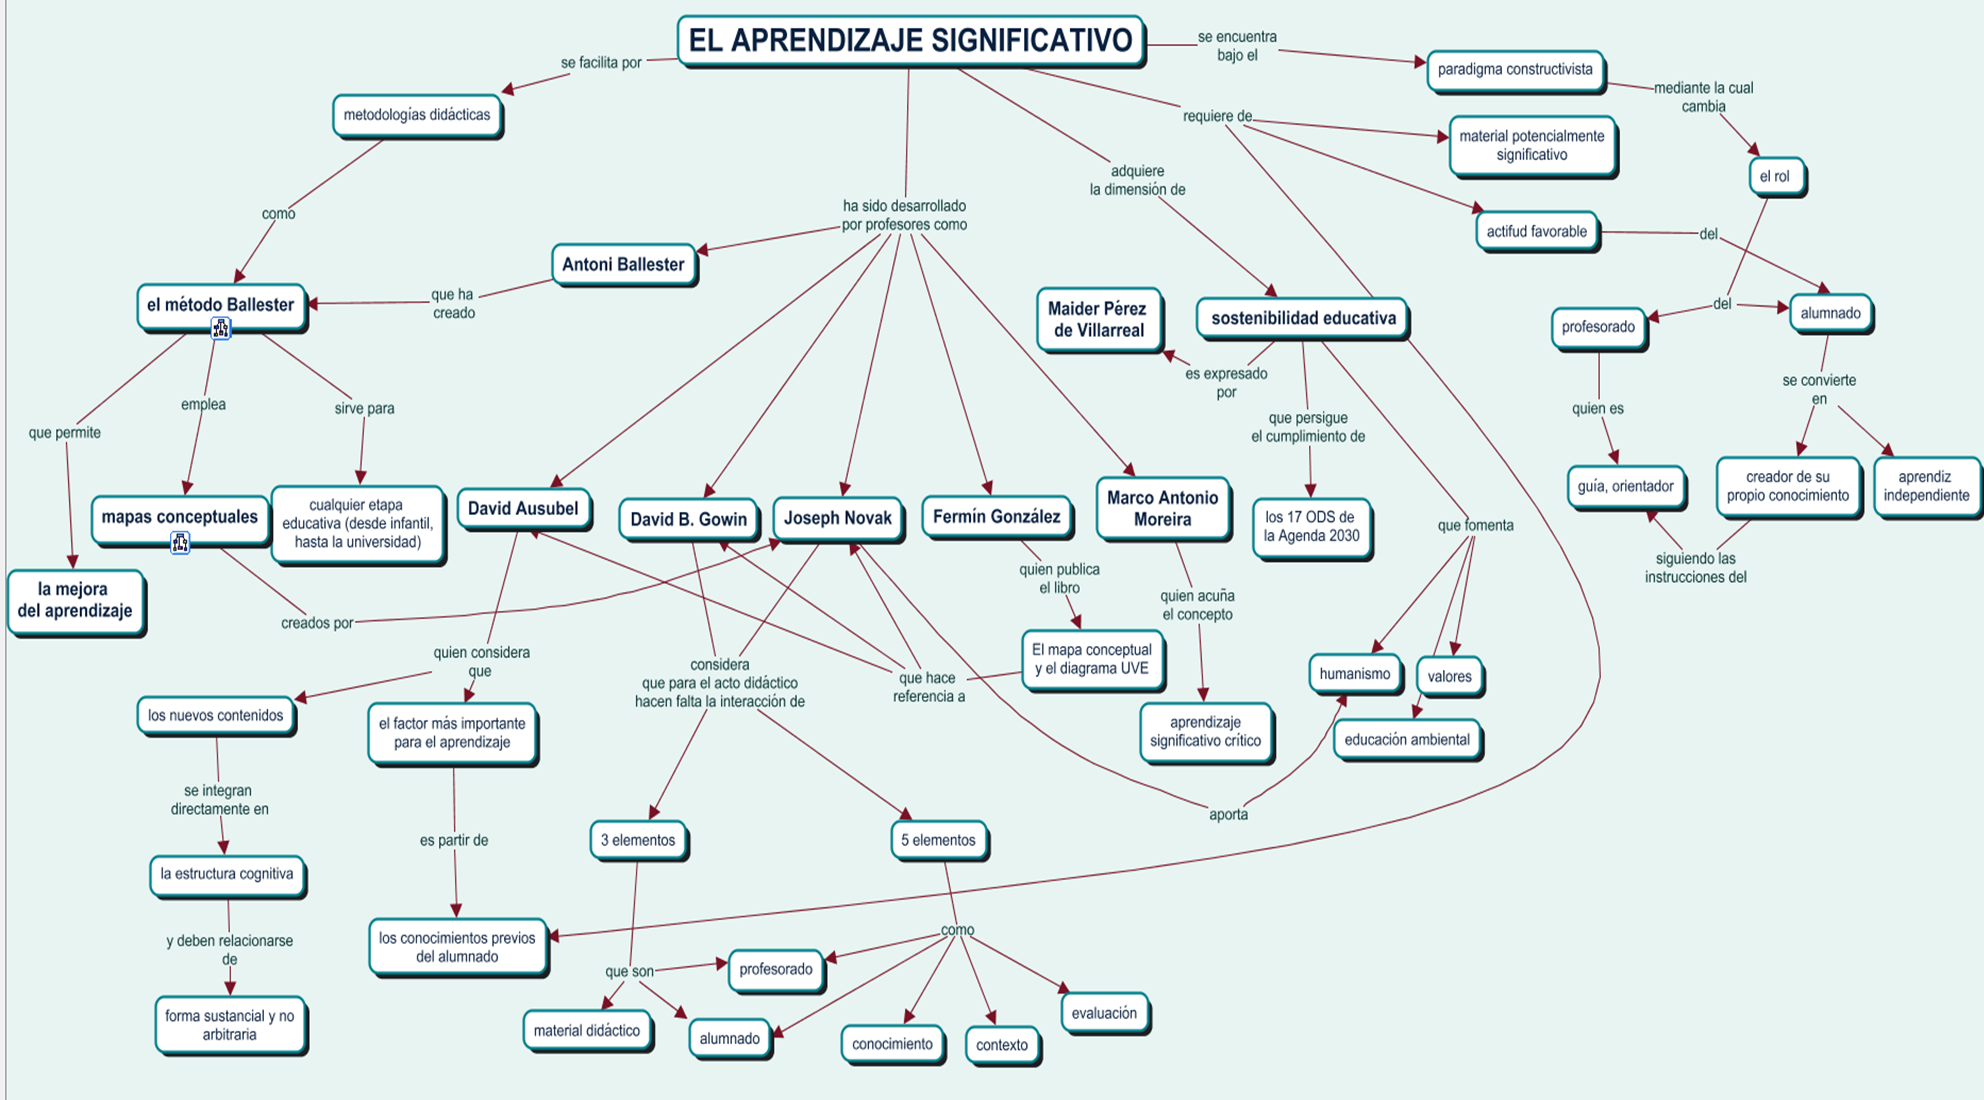 EL APRENDIZAJE SIGNIFICATIVO
se facilita por
se encuentra
bajo el
metodologías didácticas
paradigma constructivista
mediante la cual
cambia
requiere de
material potencialmente
significativo
el rol
adquiere
la dimensión de
como
ha sido desarrollado
por profesores como
actifud favorable
del
Antoni Ballester
que ha
creado
el método Ballester
Maider Pérez
de Villarreal
sostenibilidad educativa
del
profesorado
alumnado
es expresado
por
que permite
emplea
sirve para
que persigue
el cumplimiento de
quien es
se convierte
en
mapas conceptuales
cualquier etapa
educativa (desde infantil,
hasta la universidad)
David Ausubel
David B. Gowin
Joseph Novak
Fermín González
Marco Antonio
Moreira
los 17 ODS de
la Agenda 2030
que fomenta
guía, orientador
creador de su
propio conocimiento
aprendiz
independiente
siguiendo las
instrucciones del
la mejora
del aprendizaje
creados por
quien publica
el libro
quien acuña
el concepto
quien considera
que
considera
que para el acto didáctico
hacen falta la interacción de
que hace
referencia a
El mapa conceptual
y el diagrama UVE
humanismo
valores
los nuevos contenidos
el factor más importante
para el aprendizaje
aprendizaje
significativo crítico
educación ambiental
se integran
directamente en
es partir de
3 elementos
5 elementos
aporta
la estructura cognitiva
y deben relacionarse
de
los conocimientos previos
del alumnado
como
que son
profesorado
forma sustancial y no
arbitraria
material didáctico
alumnado
conocimiento
contexto
evaluación